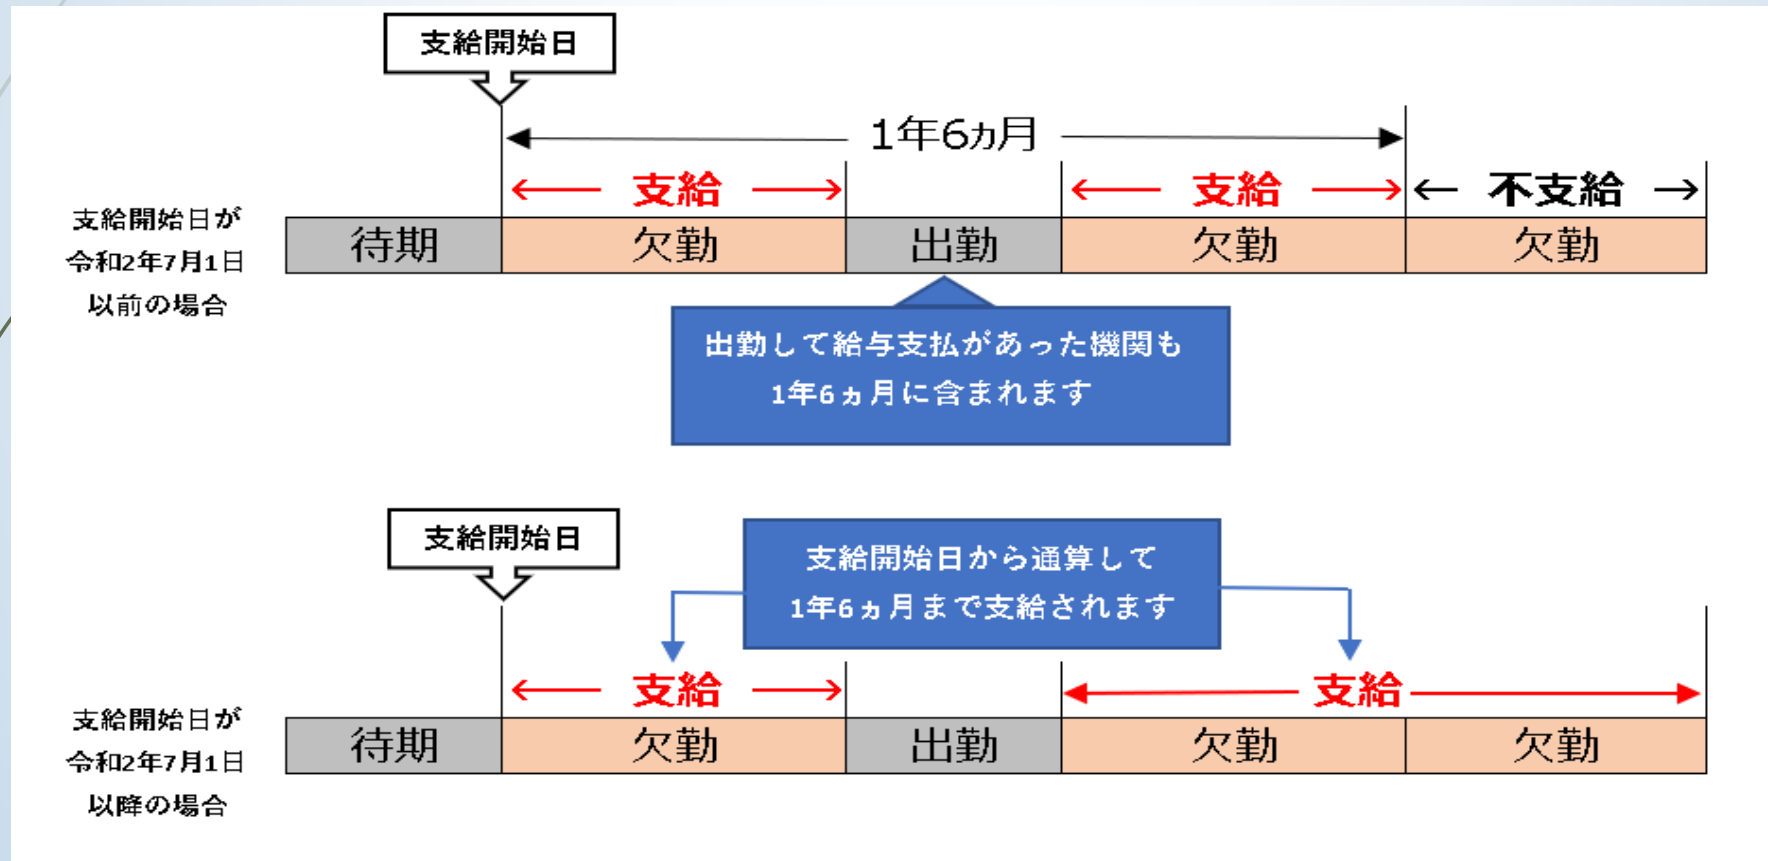 支給開始日
1年6ヵ月
支給
支給
不支給
支給開始日が
令和2年7月1日
以前の場合
待期
欠勤
出勤
欠勤
欠勤
出勤して給与支払があった機関も
1年6ヵ月に含まれます
支給開始日
支給開始日から通算して
1年6ヵ月まで支給されます
支給
支給
支給開始日が
令和2年7月1日
以降の場合
待期
欠勤
出勤
欠勤
欠勤